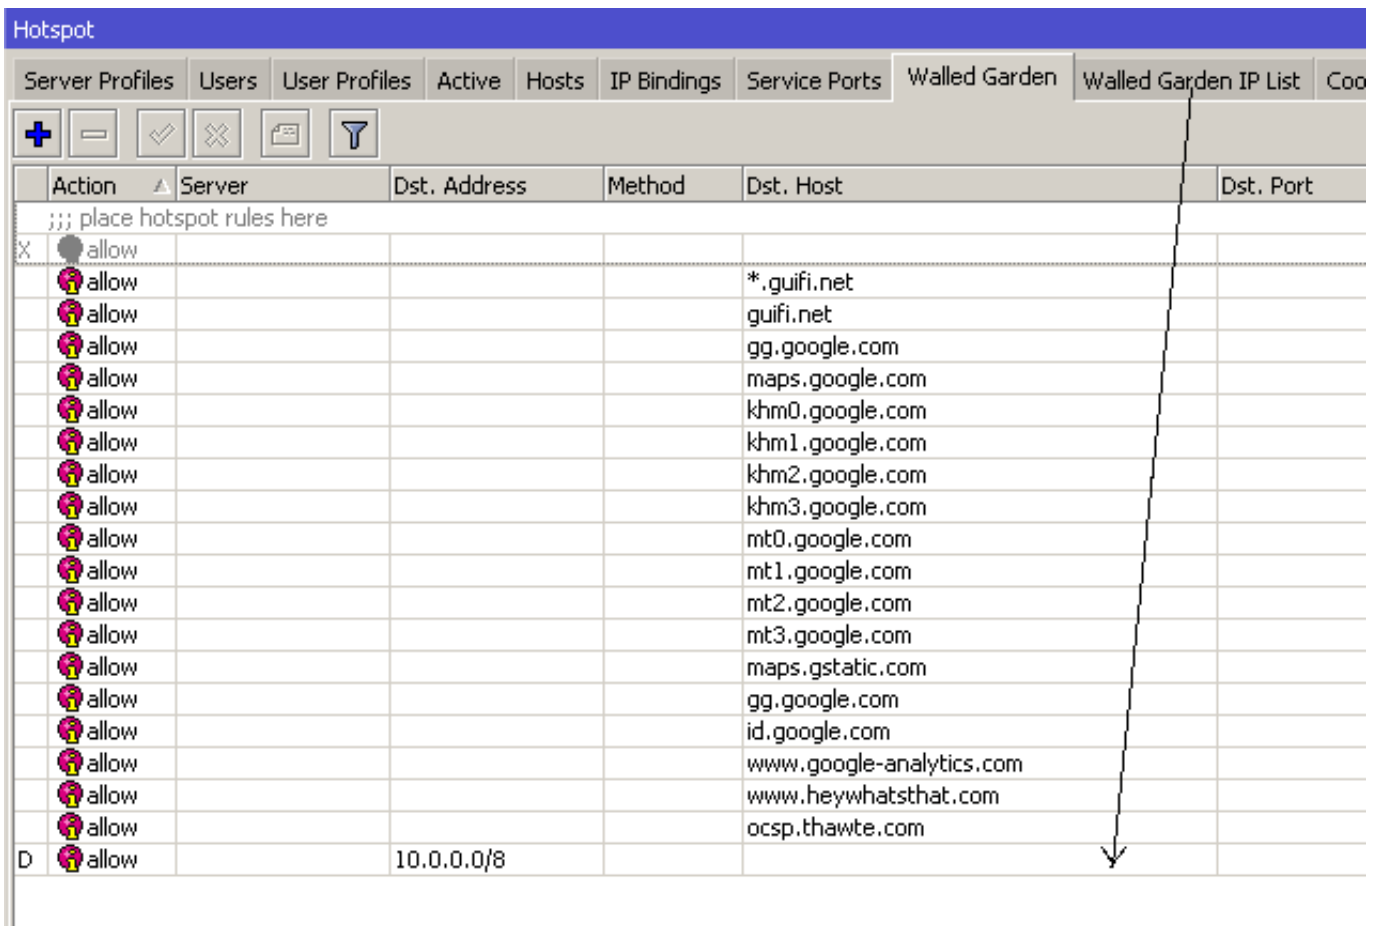 Hotspot
Server Profiles Users User Profiles Active Hosts IP Bindings Service Ports Walled Garden Walled Garden IP List Coo
Action Server Dst. Address Method Dst. Host Dst. Port
;;; place hotspot rules here
X allow
allow *.guifi.net
allow guifi.net
allow gg.google.com
allow maps.google.com
allow khm0.google.com
allow khm1.google.com
allow khm2.google.com
allow khm3.google.com
allow mt0.google.com
allow mt1.google.com
allow mt2.google.com
allow mt3.google.com
allow maps.gstatic.com
allow gg.google.com
allow id.google.com
allow www.google-analytics.com
allow www.heywhatsthat.com
allow ocsp.thawte.com
D allow 10.0.0.0/8